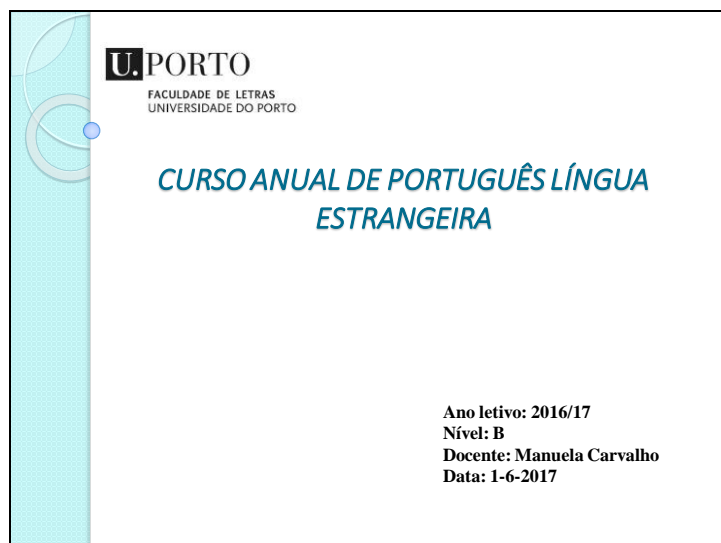 U. PORTO
FACULDADE DE LETRAS
UNIVERSIDADE DO PORTO
CURSO ANUAL DE PORTUGUÊS LÍNGUA
ESTRANGEIRA
Ano letivo: 2016/17
Nível: B
Docente: Manuela Carvalho
Data: 1-6-2017